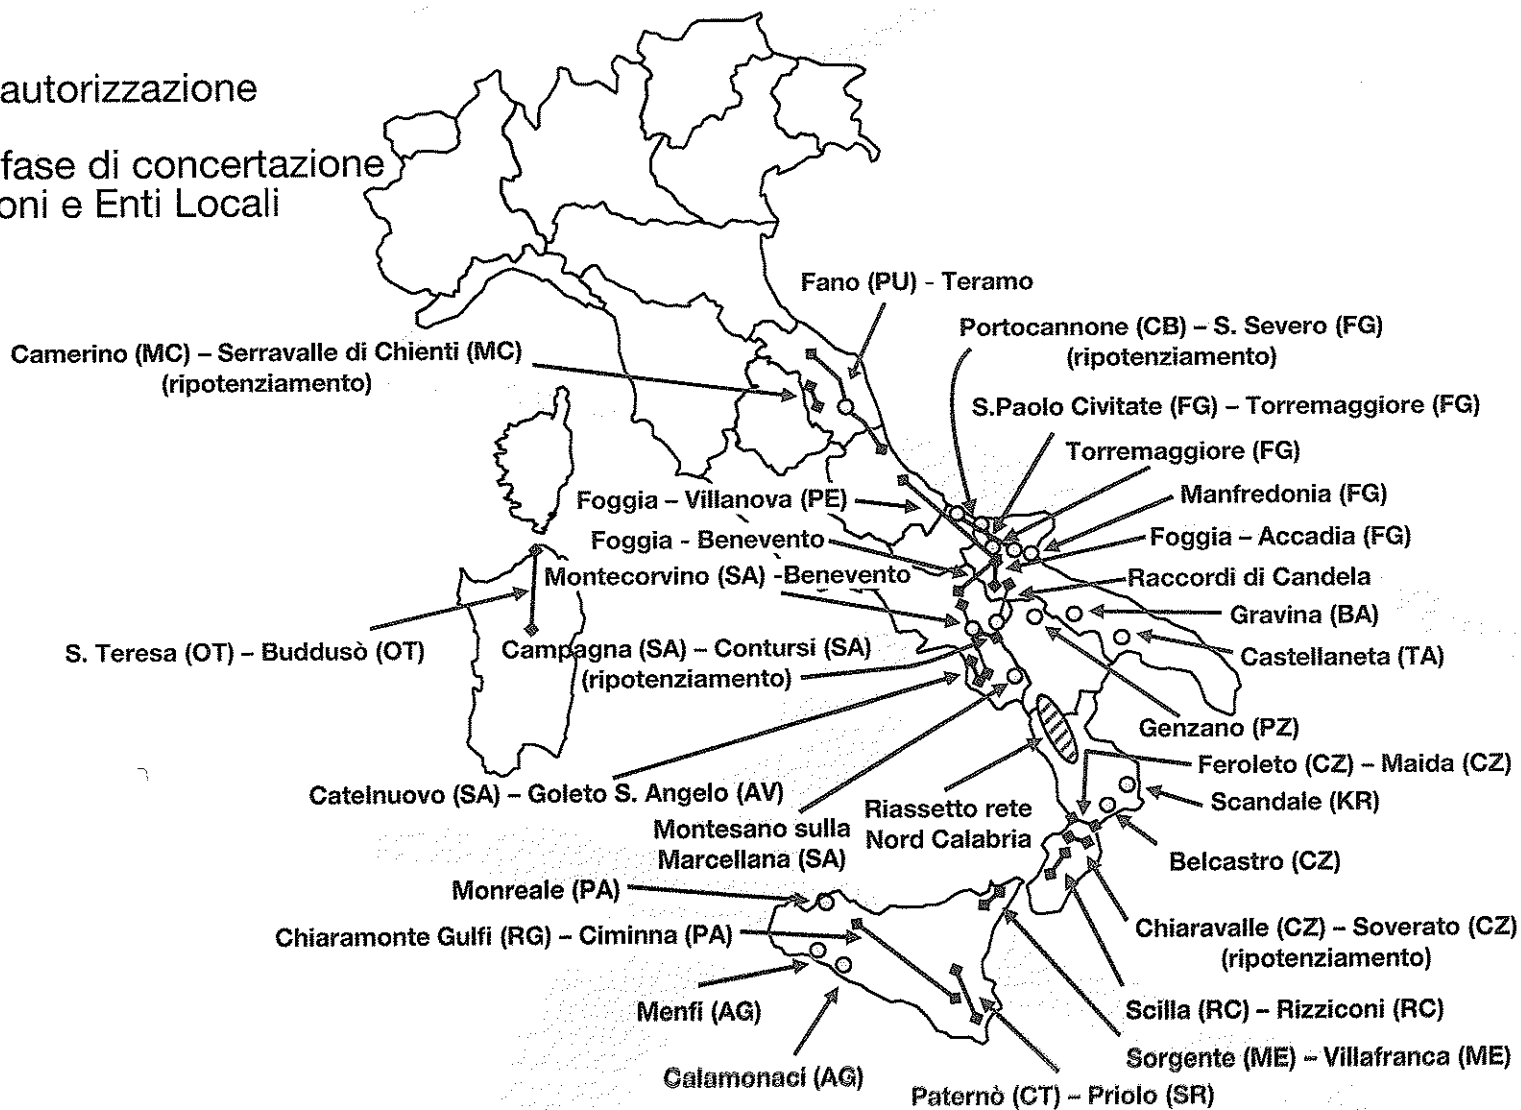 autorizzazione
fase di concertazione
oni e Enti Locali
Fano (PU) - Teramo
Portocannone (CB) – S. Severo (FG)
(ripotenziamento)
Camerino (MC) – Serravalle di Chienti (MC)
(ripotenziamento)
S.Paolo Civitate (FG) – Torremaggiore (FG)
Torremaggiore (FG)
Foggia – Villanova (PE)
Manfredonia (FG)
Foggia - Benevento
Foggia – Accadia (FG)
Montecorvino (SA) -Benevento
Raccordi di Candela
Gravina (BA)
S. Teresa (OT) – Buddusò (OT)
Campagna (SA) – Contursi (SA)
(ripotenziamento)
Castellaneta (TA)
Genzano (PZ)
Feroleto (CZ) – Maida (CZ)
Catelnuovo (SA) – Goleto S. Angelo (AV)
Scandale (KR)
Riassetto rete
Nord Calabria
Montesano sulla
Marcellana (SA)
Belcastro (CZ)
Monreale (PA)
Chiaramonte Gulfi (RG) – Ciminna (PA)
Chiaravalle (CZ) – Soverato (CZ)
(ripotenziamento)
Menfi (AG)
Scilla (RC) – Rizziconi (RC)
Sorgente (ME) – Villafranca (ME)
Calamonaci (AG)
Paternò (CT) – Priolo (SR)